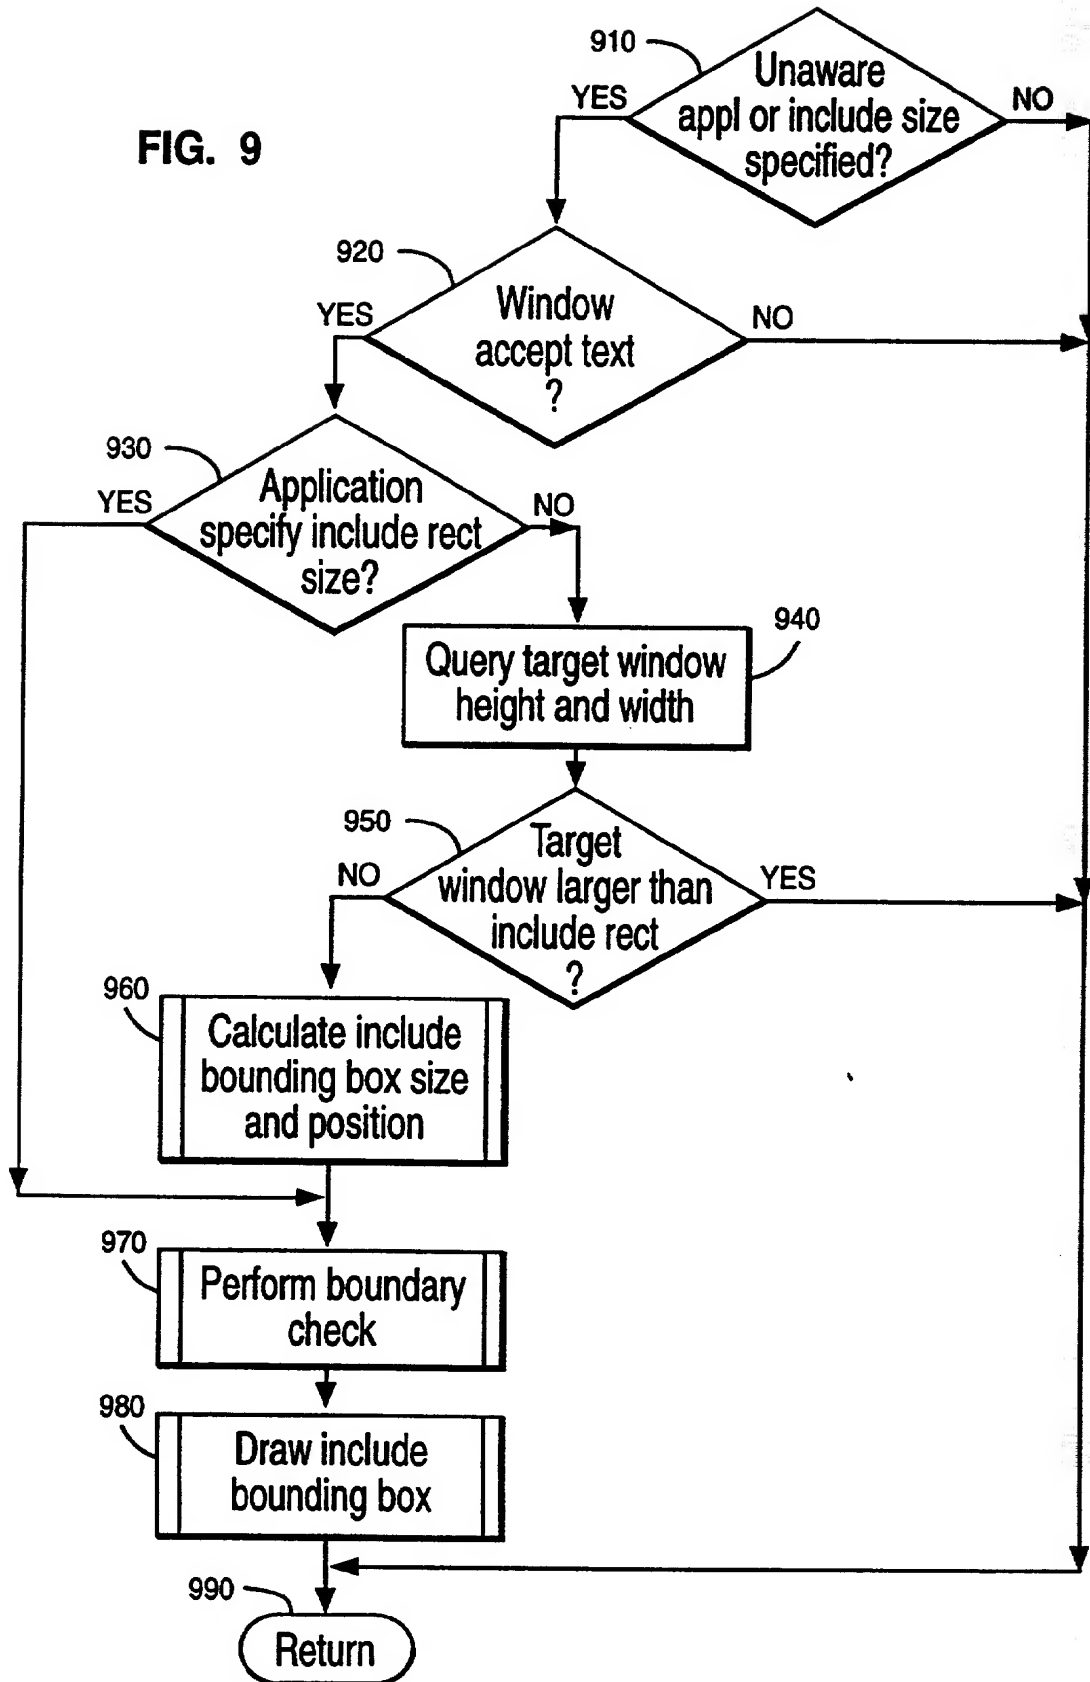 910
Unaware
appl or include size
specified?
YES
NO
FIG. 9
920
Window
accept text
?
YES
NO
930
Application
specify include rect
size?
YES
NO
940
Query target window
height and width
950
Target
window larger than
include rect
?
NO
YES
960
Calculate include
bounding box size
and position
970
Perform boundary
check
980
Draw include
bounding box
990
Return